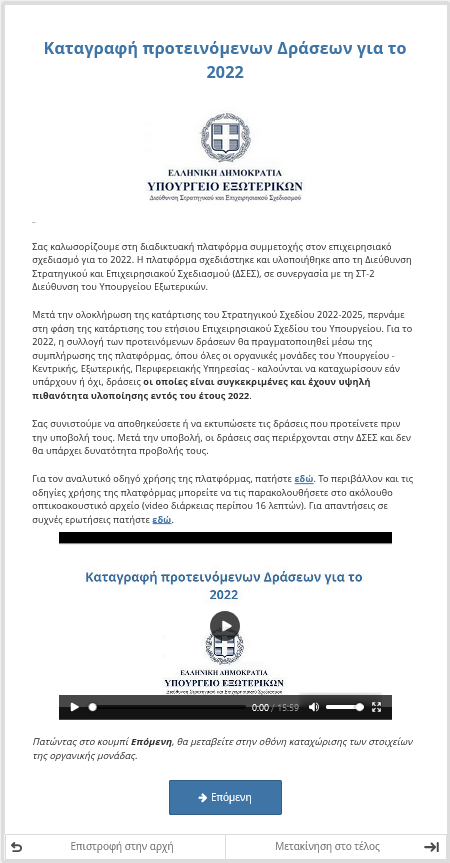 Καταγραφή προτεινόμενων Δράσεων για το
2022
ΕΛΛΗΝΙΚΗ ΔΗΜΟΚΡΑΤΙΑ
ΥΠΟΥΡΓΕΙΟ ΕΞΩΤΕΡΙΚΩΝ
Διεύθυνση Στρατηγικού και Επιχειρησιακού Σχεδιασμού
Σας καλωσορίζουμε στη διαδικτυακή πλατφόρμα συμμετοχής στον επιχειρησιακό
σχεδιασμό για το 2022. Η πλατφόρμα σχεδιάστηκε και υλοποιήθηκε απο τη Διεύθυνση
Στρατηγικού και Επιχειρησιακού Σχεδιασμού (ΔΣΕΣ), σε συνεργασία με τη ΣΤ-2
Διεύθυνση του Υπουργείου Εξωτερικών.
Μετά την ολοκλήρωση της κατάρτισης του Στρατηγικού Σχεδίου 2022-2025, περνάμε
στη φάση της κατάρτισης του ετήσιου Επιχειρησιακού Σχεδίου του Υπουργείου. Για το
2022, η συλλογή των προτεινόμενων δράσεων θα πραγματοποιηθεί μέσω της
συμπλήρωσης της πλατφόρμας, όπου όλες οι οργανικές μονάδες του Υπουργείου -
Κεντρικής, Εξωτερικής, Περιφερειακής Υπηρεσίας - καλούνται να καταχωρίσουν εάν
υπάρχουν ή όχι, δράσεις οι οποίες είναι συγκεκριμένες και έχουν υψηλή
πιθανότητα υλοποίησης εντός του έτους 2022.
Σας συνιστούμε να αποθηκεύσετε ή να εκτυπώσετε τις δράσεις που προτείνετε πριν
την υποβολή τους. Μετά την υποβολή, οι δράσεις σας περιέρχονται στην ΔΣΕΣ και δεν
θα υπάρχει δυνατότητα προβολής τους.
Για τον αναλυτικό οδηγό χρήσης της πλατφόρμας, πατήστε εδώ. Το περιβάλλον και τις
οδηγίες χρήσης της πλατφόρμας μπορείτε να τις παρακολουθήσετε στο ακόλουθο
οπτικοακουστικό αρχείο (video διάρκειας περίπου 16 λεπτών). Για απαντήσεις σε
συχνές ερωτήσεις πατήστε εδώ.
Καταγραφή προτεινόμενων Δράσεων για το
2022
ΕΛΛΗΝΙΚΗ ΔΗΜΟΚΡΑΤΙΑ
ΥΠΟΥΡΓΕΙΟ ΕΞΩΤΕΡΙΚΩΝ
Διεύθυνση Στρατηγικού και Επιχειρησιακού Σχεδιασμού
0:00 / 15:59
Πατώντας στο κουμπί Επόμενη, θα μεταβείτε στην οθόνη καταχώρισης των στοιχείων
της οργανικής μονάδας.
Επόμενη
Επιστροφή στην αρχή
Μετακίνηση στο τέλος